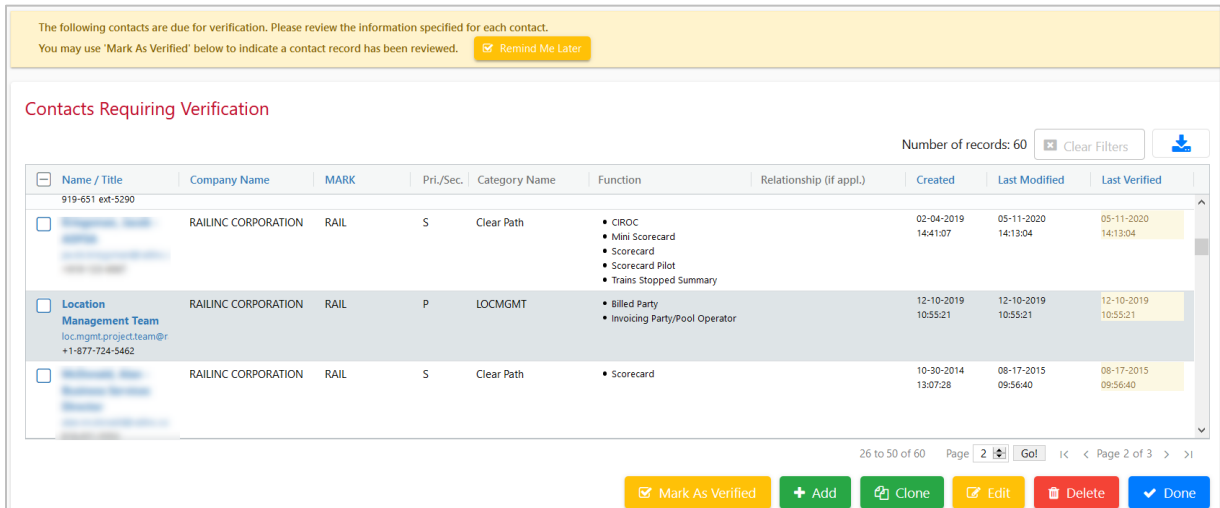 The following contacts are due for verification. Please review the information specified for each contact.
You may use 'Mark As Verified' below to indicate a contact record has been reviewed. Remind Me Later
Contacts Requiring Verification
Number of records: 60 Clear Filters
Name / Title Company Name MARK Pri./Sec. Category Name Function Relationship (if appl.) Created Last Modified Last Verified
919-651 ext-5290
RAILINC CORPORATION RAIL S Clear Path • CIROC 02-04-2019 05-11-2020 05-11-2020
• Mini Scorecard 14:41:07 14:13:04 14:13:04
• Scorecard
• Scorecard Pilot
• Trains Stopped Summary
Location RAILINC CORPORATION RAIL P LOCMGMT • Billed Party 12-10-2019 12-10-2019 12-10-2019
Management Team • Invoicing Party/Pool Operator 10:55:21 10:55:21 10:55:21
loc.mgmt.project.team@r
+1-877-724-5462
RAILINC CORPORATION RAIL S Clear Path • Scorecard 10-30-2014 08-17-2015 08-17-2015
13:07:28 09:56:40 09:56:40
26 to 50 of 60 Page 2 Go! Page 2 of 3
Mark As Verified Add Clone Edit Delete Done